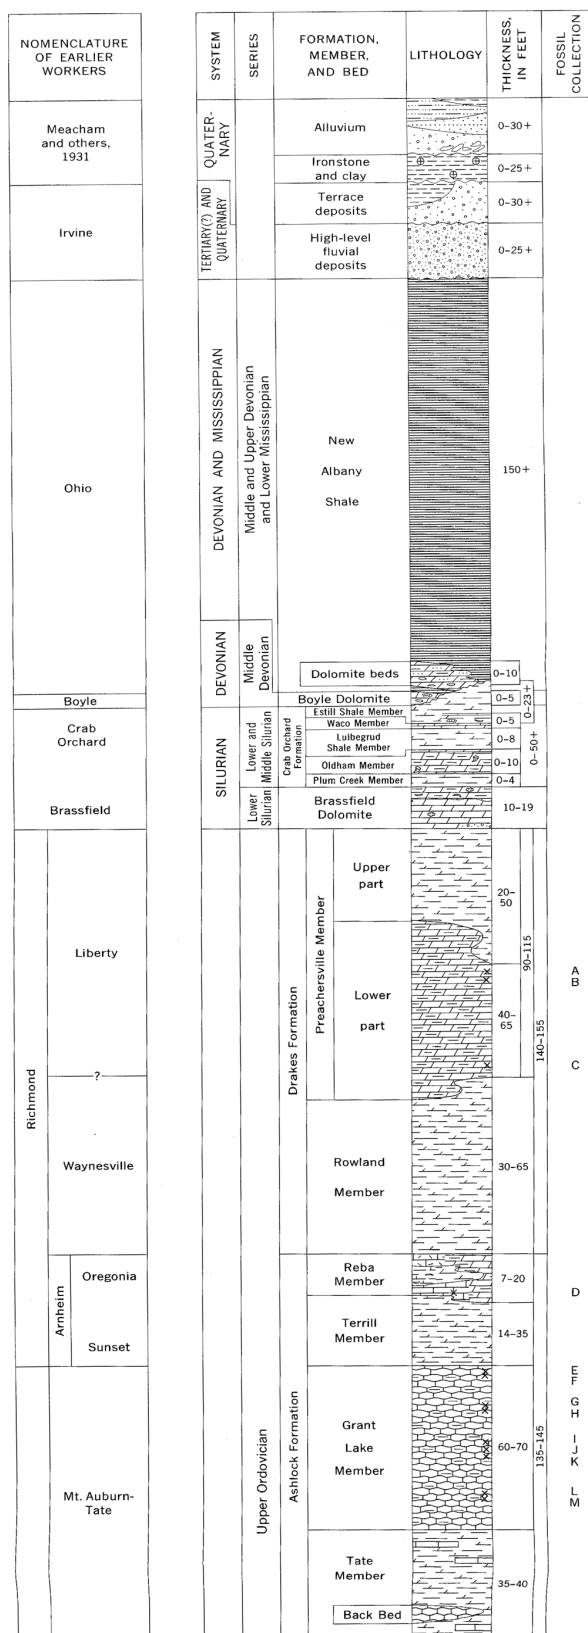 NOMENCLATURE
OF EARLIER
WORKERS
SYSTEM
SERIES
FORMATION,
MEMBER,
AND BED
LITHOLOGY
THICKNESS,
IN FEET
FOSSIL
COLLECTION
Meacham
and others,
1931
QUATER-
NARY
Alluvium
0–30+
Ironstone
and clay
0–25+
Irvine
TERTIARY(?) AND
QUATERNARY
Terrace
deposits
0–30+
High-level
fluvial
deposits
0–25+
Ohio
DEVONIAN AND MISSISSIPPIAN
Middle and Upper Devonian
and Lower Mississippian
New
Albany
Shale
150+
DEVONIAN
Middle
Devonian
Dolomite beds
0–10
0–23+
Boyle
Boyle Dolomite
0–5
Crab
Orchard
SILURIAN
Lower and
Middle Silurian
Crab Orchard
Formation
Estill Shale Member
Waco Member
0–5
Lulbegrud
Shale Member
0–8
Oldham Member
0–10
Plum Creek Member
0–4
0–50+
Brassfield
Lower
Silurian
Brassfield
Dolomite
10–19
Richmond
Liberty
?
Waynesville
Drakes Formation
Preachersville Member
Upper
part
20–
50
Lower
part
40–
65
90–115
140–155
A
B
C
Rowland
Member
30–65
Arnheim
Oregonia
Sunset
Upper Ordovician
Ashlock Formation
Reba
Member
7–20
D
Terrill
Member
14–35
Mt. Auburn-
Tate
Grant
Lake
Member
60–70
135–145
E
F
G
H
I
J
K
L
M
Tate
Member
35–40
Back Bed